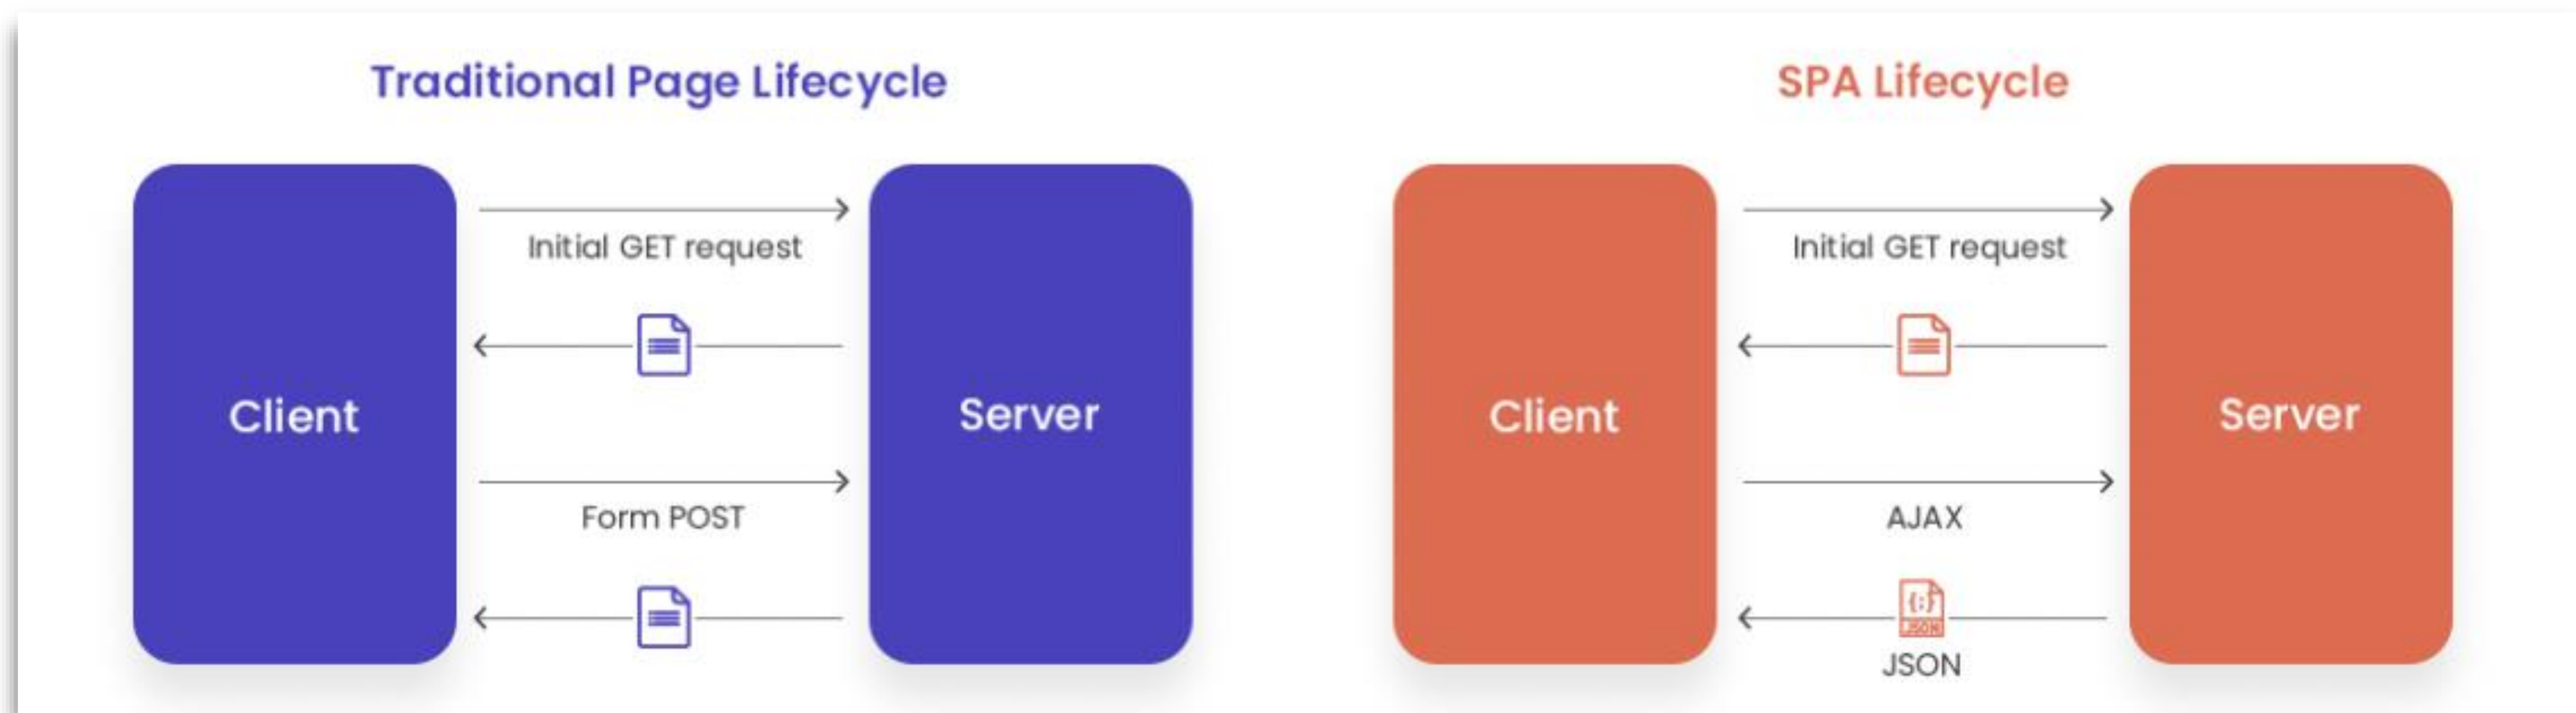 Traditional Page Lifecycle
Client
Initial GET request
Form POST
Server
SPA Lifecycle
Client
Initial GET request
AJAX
JSON
JSON
Server